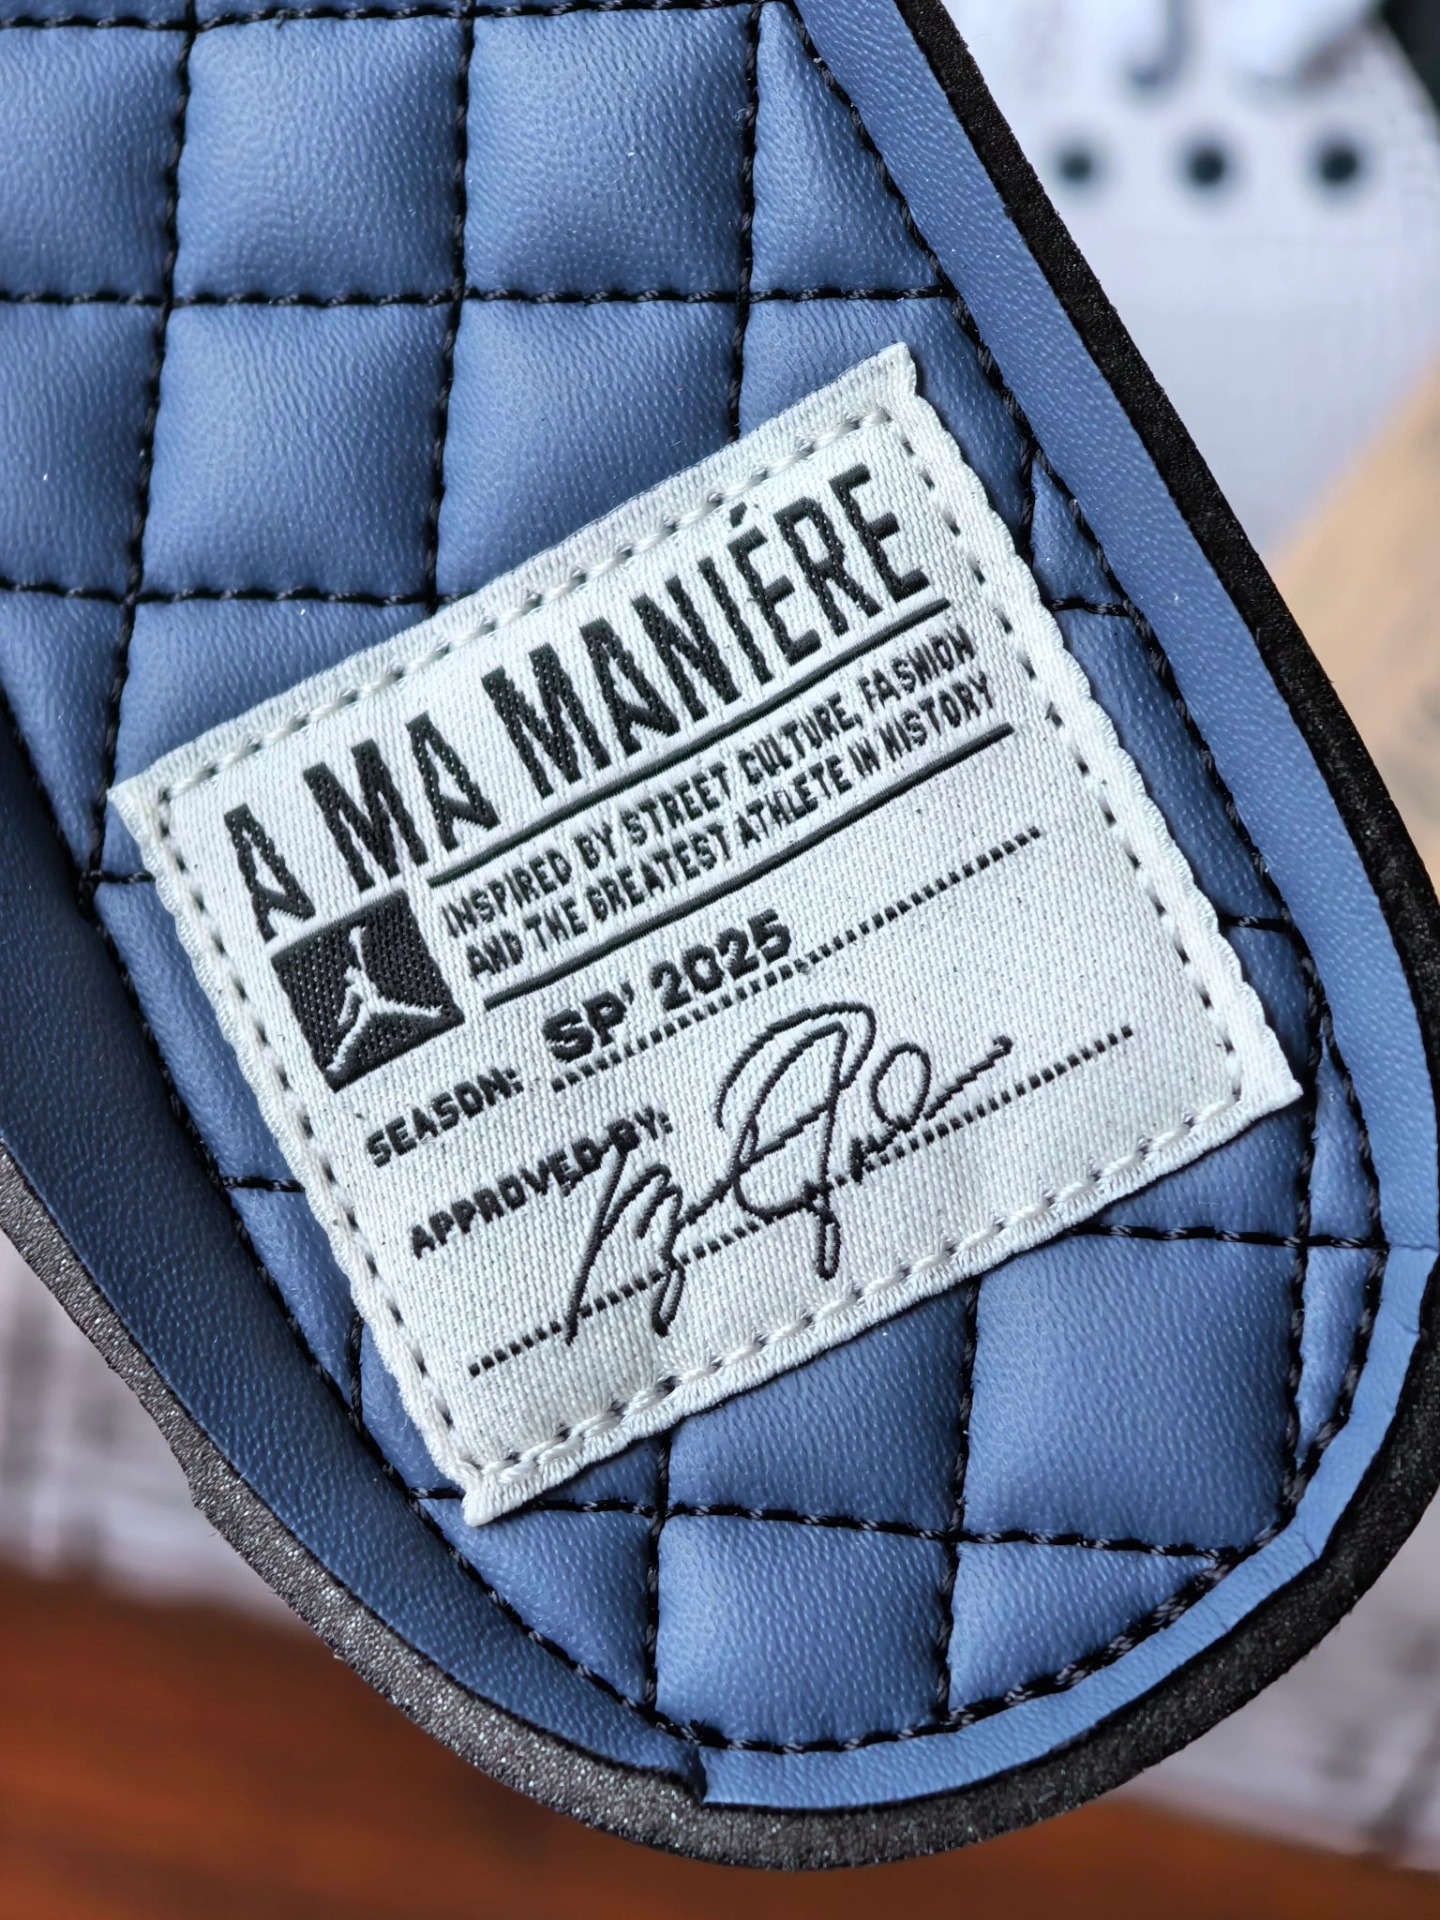 A MA MANIÉRE
INSPIRED BY STREET CULTURE, FASHION
AND THE GREATEST ATHLETE IN HISTORY
SEASON: SP' 2025
APPROVED BY: